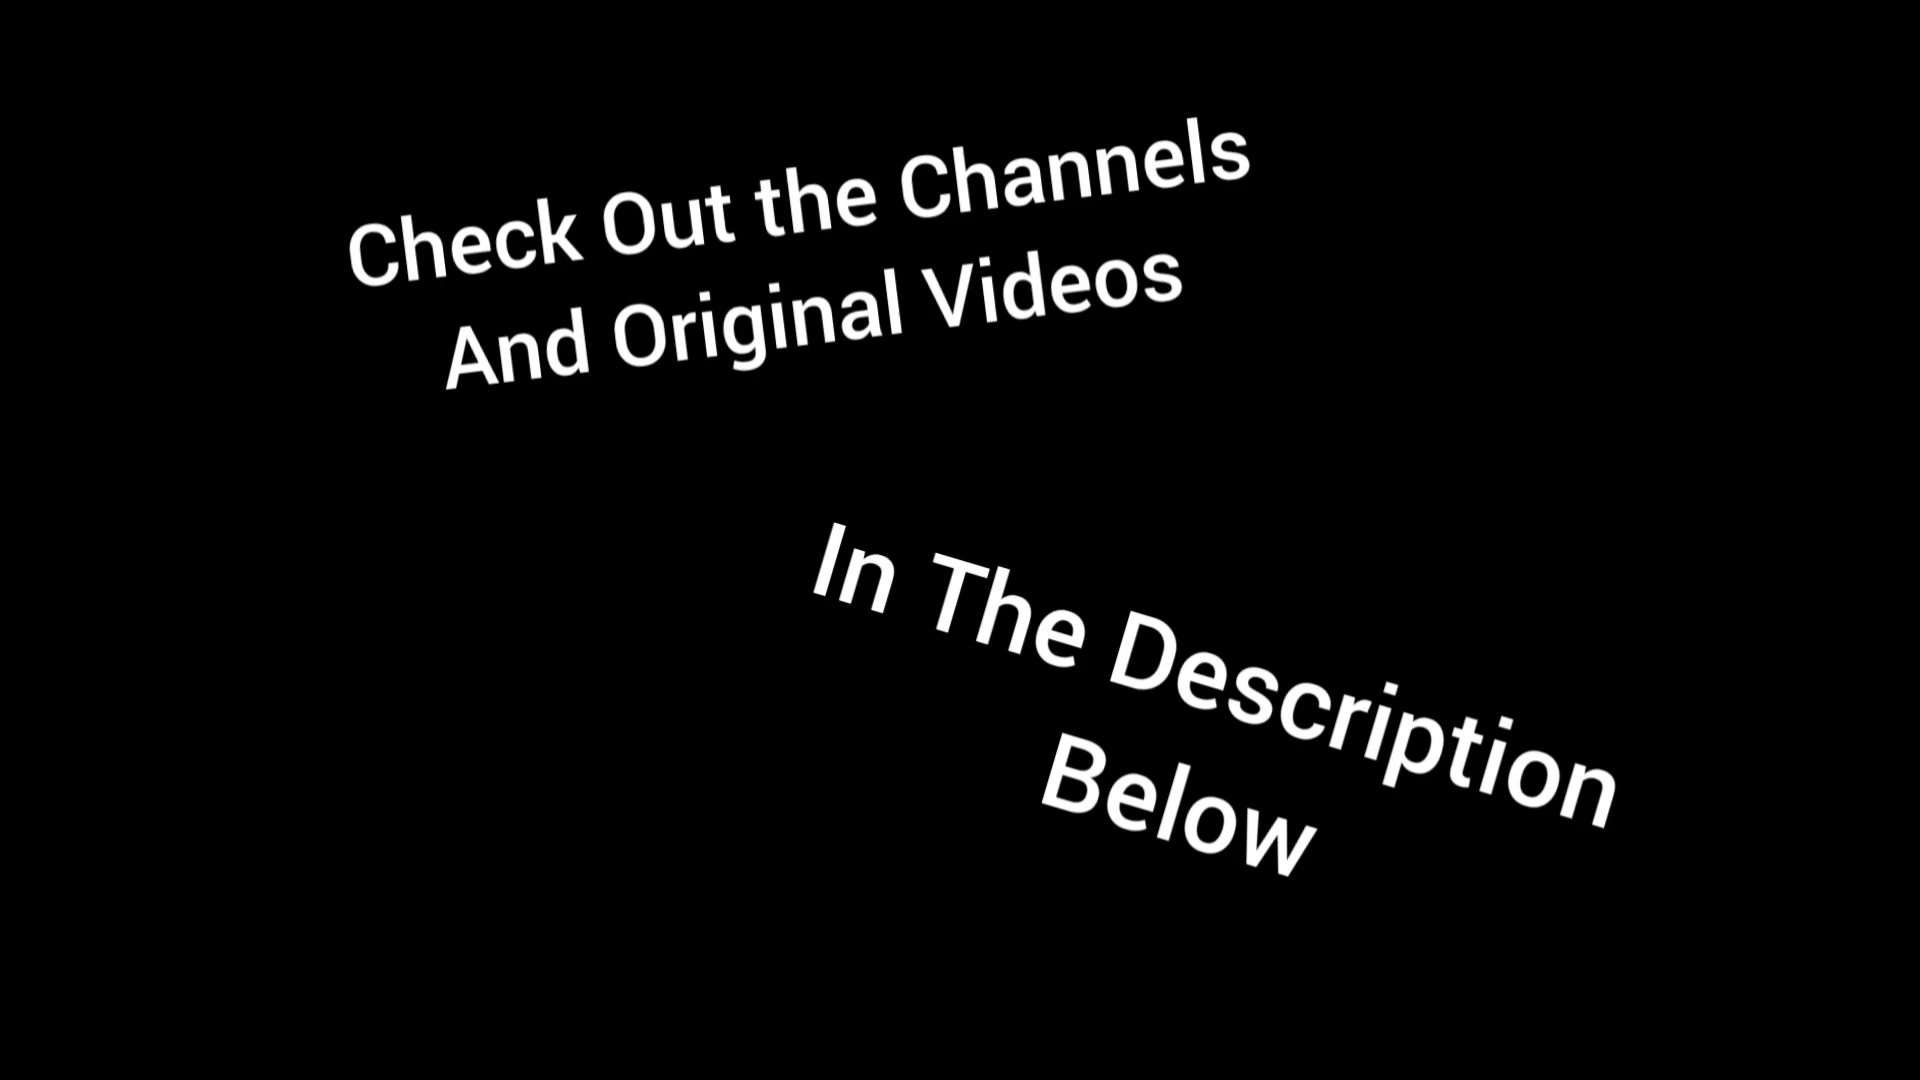 Check Out the Channels
And Original Videos
In The Description
Below